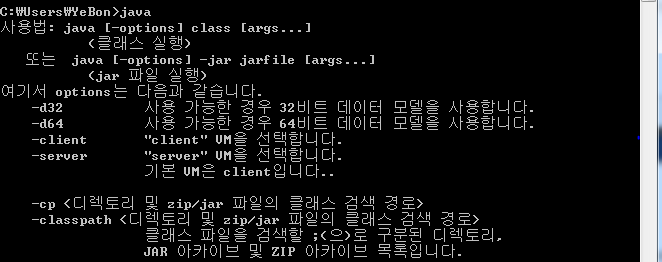 C:₩Users₩YeBon>java
사용법: java [-options] class [args...]
(클래스 실행)
또는 java [-options] -jar jarfile [args...]
(jar 파일 실행)
여기서 options는 다음과 같습니다.
-d32 사용 가능한 경우 32비트 데이터 모델을 사용합니다.
-d64 사용 가능한 경우 64비트 데이터 모델을 사용합니다.
-client "client" VM을 선택합니다.
-server "server" VM을 선택합니다.
기본 VM은 client입니다..
-cp <디렉토리 및 zip/jar 파일의 클래스 검색 경로>
-classpath <디렉토리 및 zip/jar 파일의 클래스 검색 경로>
클래스 파일을 검색할 ;(으)로 구분된 디렉토리,
JAR 아카이브 및 ZIP 아카이브 목록입니다.